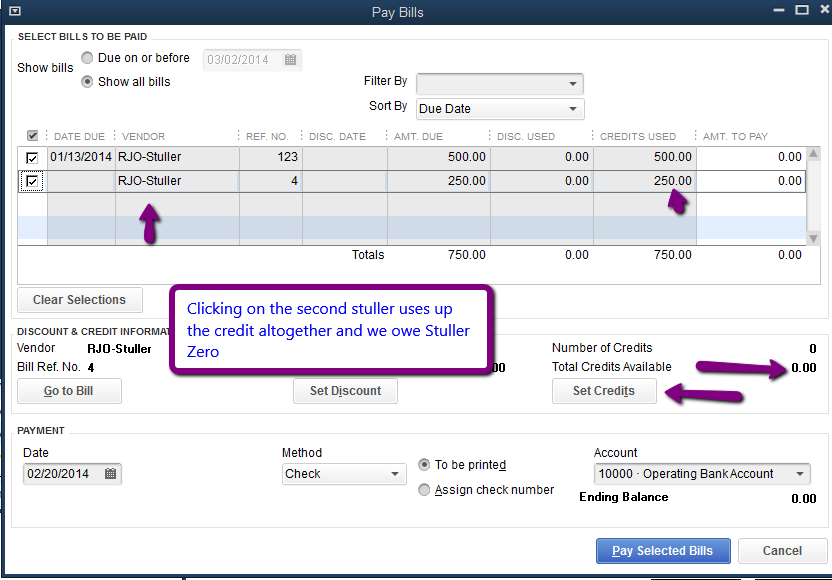 Pay Bills
SELECT BILLS TO BE PAID
Show bills
Due on or before
03/02/2014
Show all bills
Filter By
Sort By
Due Date
DATE DUE VENDOR REF. NO. DISC. DATE AMT. DUE DISC. USED CREDITS USED AMT. TO PAY
01/13/2014 RJO-Stuller 123 500.00 0.00 500.00 0.00
RJO-Stuller 4 250.00 0.00 250.00 0.00
Totals 750.00 0.00 750.00 0.00
Clear Selections
Clicking on the second stuller uses up
the credit altogether and we owe Stuller
Zero
DISCOUNT & CREDIT INFORMAT
Vendor RJO-Stuller
Number of Credits 0
Bill Ref. No. 4
00
Total Credits Available 0.00
Go to Bill
Set Discount
Set Credits
PAYMENT
Date
Method
Account
02/20/2014
Check
To be printed
Assign check number
10000 · Operating Bank Account
Ending Balance 0.00
Pay Selected Bills
Cancel